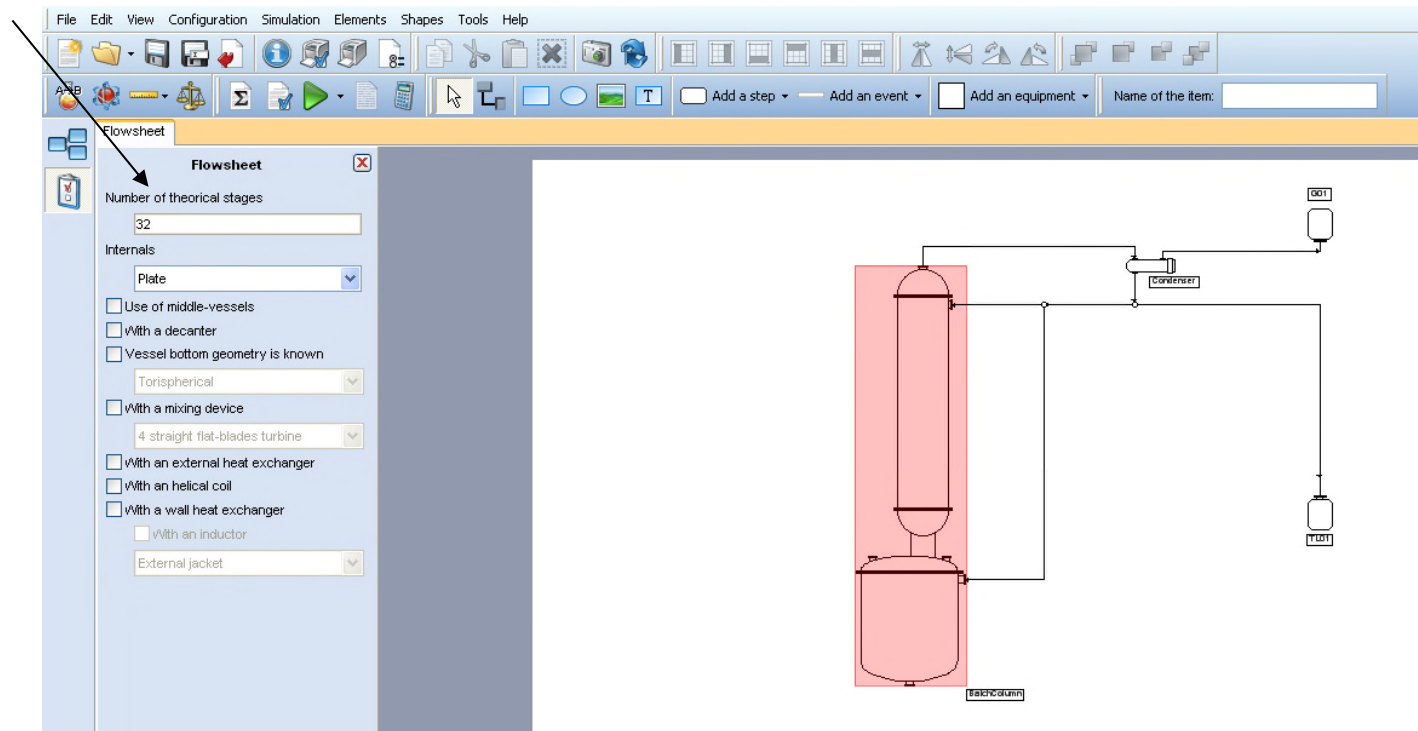 File Edit View Configuration Simulation Elements Shapes Tools Help
8=
A→B Σ T Add a step Add an event Add an equipment Name of the item:
Flowsheet
Flowsheet
Number of theorical stages
32
Internals
Plate
Use of middle-vessels
With a decanter
Vessel bottom geometry is known
Torispherical
With a mixing device
4 straight flat-blades turbine
With an external heat exchanger
With an helical coil
With a wall heat exchanger
With an inductor
External jacket
Condenser
TL01
BatchColumn